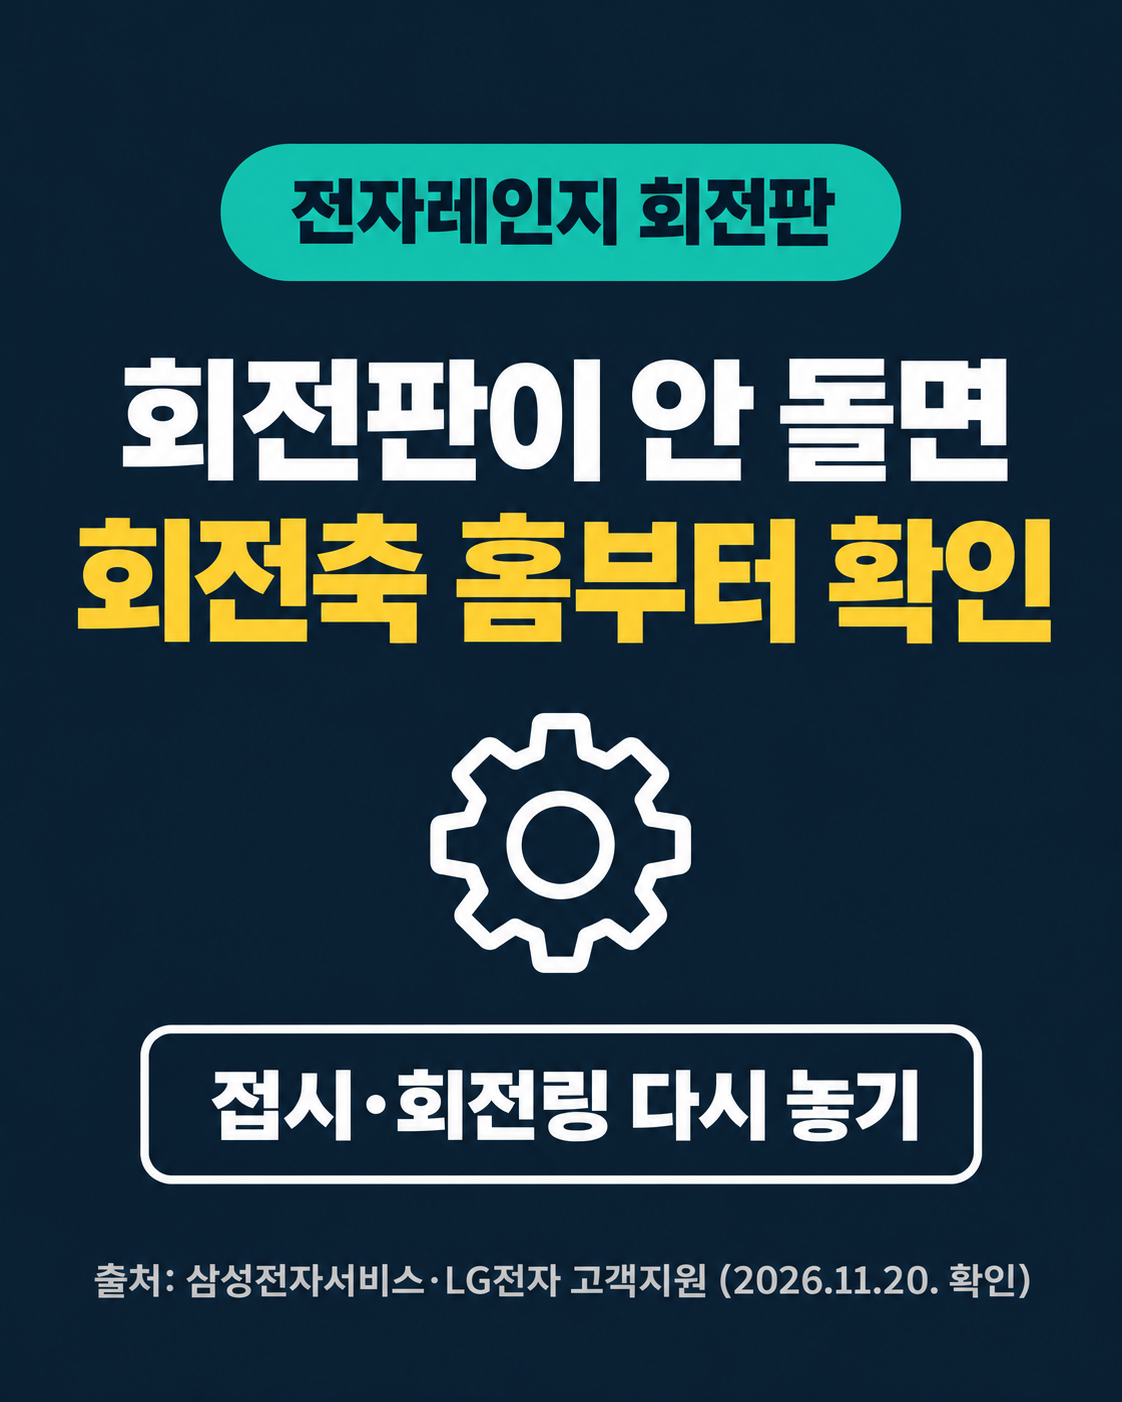 전자레인지 회전판
회전판이 안 돌면
회전축 홈부터 확인
접시·회전링 다시 놓기
출처: 삼성전자서비스·LG전자 고객지원 (2026.11.20. 확인)